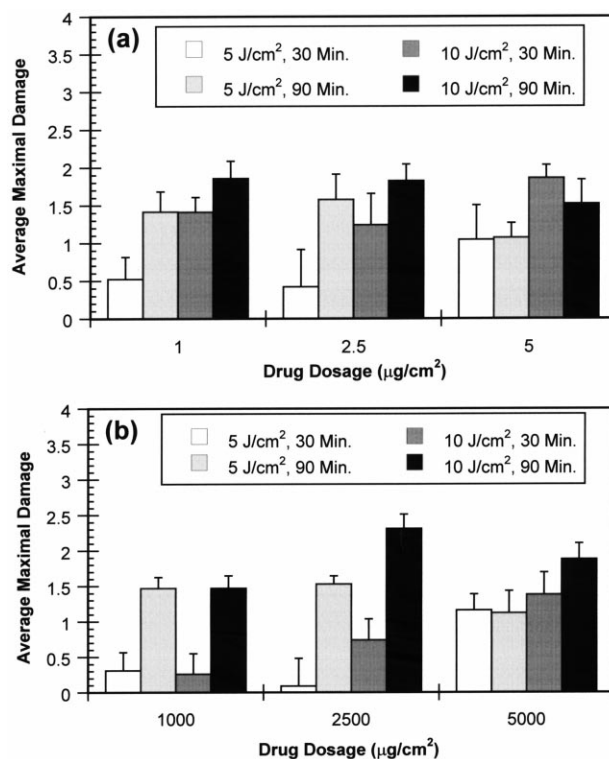 (a)
5 J/cm², 30 Min.
10 J/cm², 30 Min.
5 J/cm², 90 Min.
10 J/cm², 90 Min.
Average Maximal Damage
4
3.5
3
2.5
2
1.5
1
0.5
0
1
2.5
5
Drug Dosage (μg/cm²)
(b)
5 J/cm², 30 Min.
10 J/cm², 30 Min.
5 J/cm², 90 Min.
10 J/cm², 90 Min.
Average Maximal Damage
4
3.5
3
2.5
2
1.5
1
0.5
0
1000
2500
5000
Drug Dosage (μg/cm²)